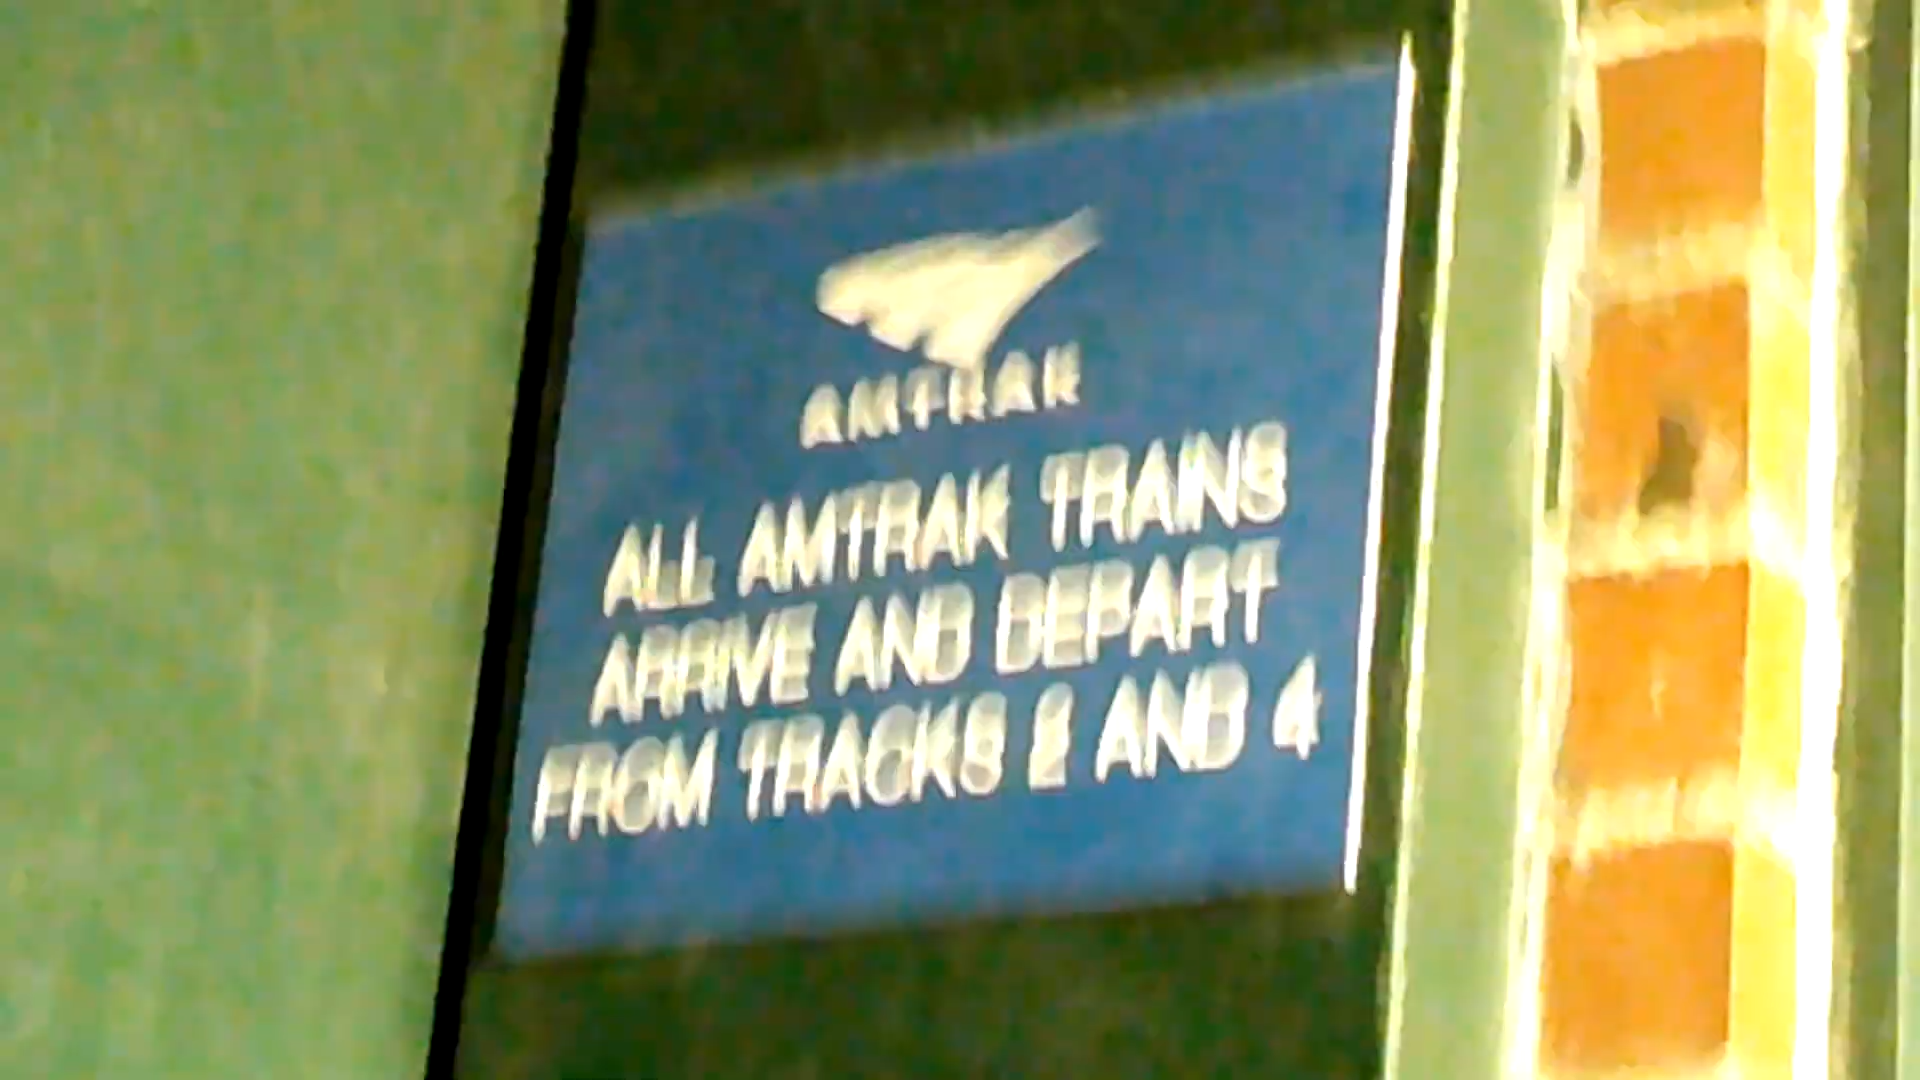 AMTRAK
ALL AMTRAK TRAINS
ARRIVE AND DEPART
FROM TRACKS 2 AND 4